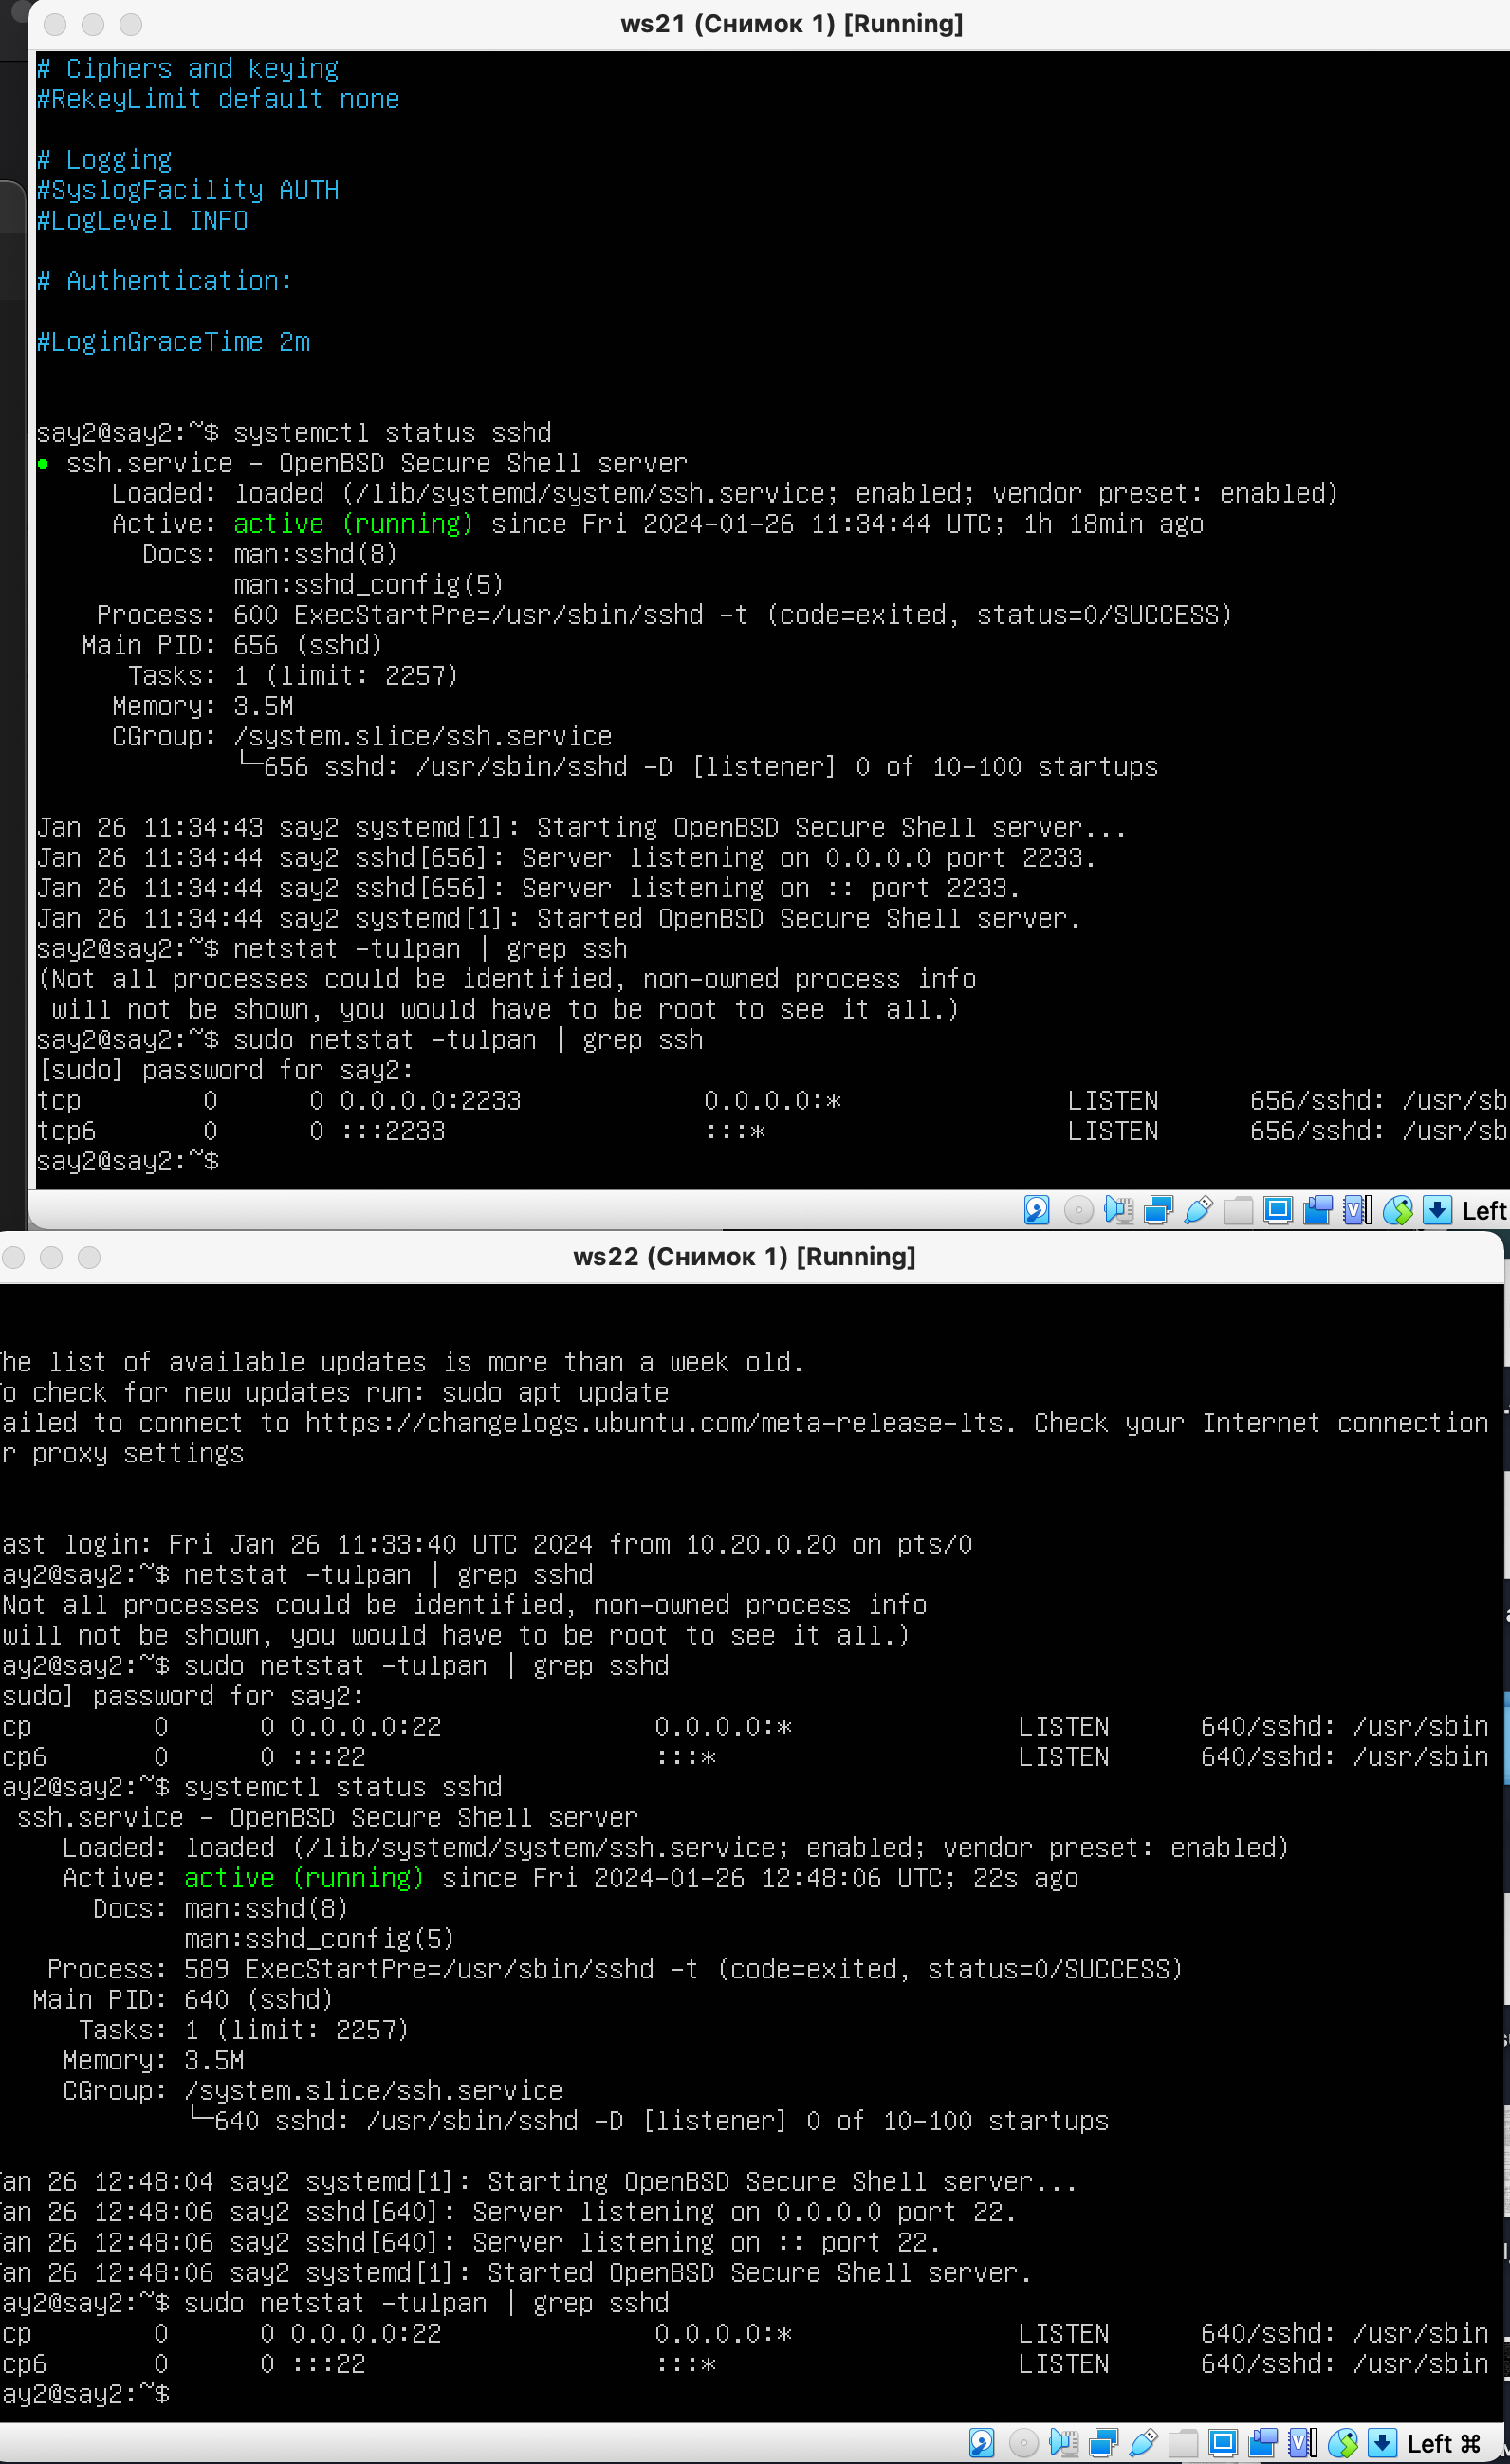 ws21 (Снимок 1) [Running]
# Ciphers and keying
#RekeyLimit default none
# Logging
#SyslogFacility AUTH
#LogLevel INFO
# Authentication:
#LoginGraceTime 2m
say2@say2:~$ systemctl status sshd
● ssh.service - OpenBSD Secure Shell server
Loaded: loaded (/lib/systemd/system/ssh.service; enabled; vendor preset: enabled)
Active: active (running) since Fri 2024-01-26 11:34:44 UTC; 1h 18min ago
Docs: man:sshd(8)
man:sshd_config(5)
Process: 600 ExecStartPre=/usr/sbin/sshd -t (code=exited, status=0/SUCCESS)
Main PID: 656 (sshd)
Tasks: 1 (limit: 2257)
Memory: 3.5M
CGroup: /system.slice/ssh.service
└─656 sshd: /usr/sbin/sshd -D [listener] 0 of 10-100 startups
Jan 26 11:34:43 say2 systemd[1]: Starting OpenBSD Secure Shell server...
Jan 26 11:34:44 say2 sshd[656]: Server listening on 0.0.0.0 port 2233.
Jan 26 11:34:44 say2 sshd[656]: Server listening on :: port 2233.
Jan 26 11:34:44 say2 systemd[1]: Started OpenBSD Secure Shell server.
say2@say2:~$ netstat -tulpan | grep ssh
(Not all processes could be identified, non-owned process info
will not be shown, you would have to be root to see it all.)
say2@say2:~$ sudo netstat -tulpan | grep ssh
[sudo] password for say2:
tcp 0 0 0.0.0.0:2233 0.0.0.0:* LISTEN 656/sshd: /usr/sb
tcp6 0 0 :::2233 :::* LISTEN 656/sshd: /usr/sb
say2@say2:~$
Left
ws22 (Снимок 1) [Running]
he list of available updates is more than a week old.
o check for new updates run: sudo apt update
ailed to connect to https://changelogs.ubuntu.com/meta-release-lts. Check your Internet connection
r proxy settings
ast login: Fri Jan 26 11:33:40 UTC 2024 from 10.20.0.20 on pts/0
ay2@say2:~$ netstat -tulpan | grep sshd
Not all processes could be identified, non-owned process info
will not be shown, you would have to be root to see it all.)
ay2@say2:~$ sudo netstat -tulpan | grep sshd
sudo] password for say2:
cp 0 0 0.0.0.0:22 0.0.0.0:* LISTEN 640/sshd: /usr/sbin
cp6 0 0 :::22 :::* LISTEN 640/sshd: /usr/sbin
ay2@say2:~$ systemctl status sshd
ssh.service - OpenBSD Secure Shell server
Loaded: loaded (/lib/systemd/system/ssh.service; enabled; vendor preset: enabled)
Active: active (running) since Fri 2024-01-26 12:48:06 UTC; 22s ago
Docs: man:sshd(8)
man:sshd_config(5)
Process: 589 ExecStartPre=/usr/sbin/sshd -t (code=exited, status=0/SUCCESS)
Main PID: 640 (sshd)
Tasks: 1 (limit: 2257)
Memory: 3.5M
CGroup: /system.slice/ssh.service
└─640 sshd: /usr/sbin/sshd -D [listener] 0 of 10-100 startups
an 26 12:48:04 say2 systemd[1]: Starting OpenBSD Secure Shell server...
an 26 12:48:06 say2 sshd[640]: Server listening on 0.0.0.0 port 22.
an 26 12:48:06 say2 sshd[640]: Server listening on :: port 22.
an 26 12:48:06 say2 systemd[1]: Started OpenBSD Secure Shell server.
ay2@say2:~$ sudo netstat -tulpan | grep sshd
cp 0 0 0.0.0.0:22 0.0.0.0:* LISTEN 640/sshd: /usr/sbin
cp6 0 0 :::22 :::* LISTEN 640/sshd: /usr/sbin
ay2@say2:~$
Left ⌘